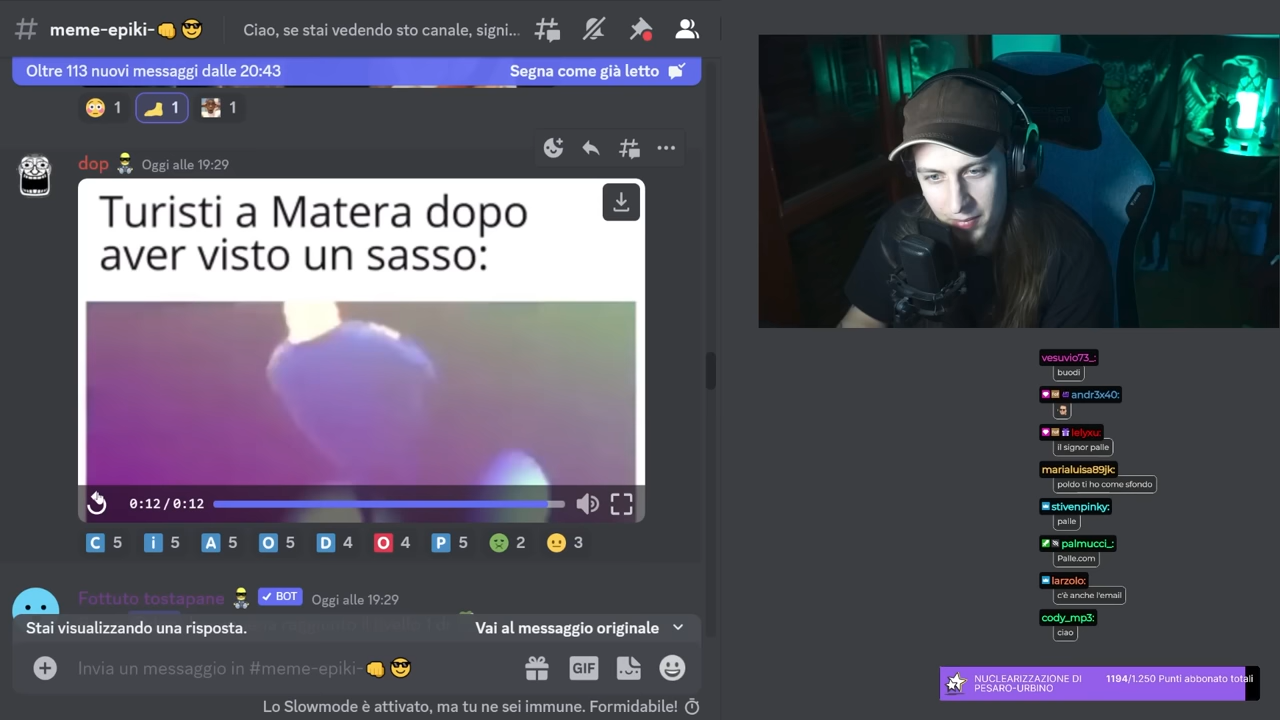 meme-epiki-👊😎
Ciao, se stai vedendo sto canale, signi...
Oltre 113 nuovi messaggi dalle 20:43
Segna come già letto
1
1
1
dop
Oggi alle 19:29
Turisti a Matera dopo
aver visto un sasso:
0:12/0:12
C 5
i 5
A 5
O 5
D 4
O 4
P 5
2
3
Fottuto tostapane
BOT
Oggi alle 19:29
Stai visualizzando una risposta.
Vai al messaggio originale
Invia un messaggio in #meme-epiki-👊😎
GIF
Lo Slowmode è attivato, ma tu ne sei immune. Formidabile!
vesuvio73_:
buodi
andr3x40:
lelyxu:
il signor palle
marialuisa89jk:
poldo ti ho come sfondo
stivenpinky:
palle
palmucci_:
Palle.com
larzolo:
c'è anche l'email
cody_mp3:
ciao
NUCLEARIZZAZIONE DI
PESARO-URBINO
1194/1.250 Punti abbonato totali